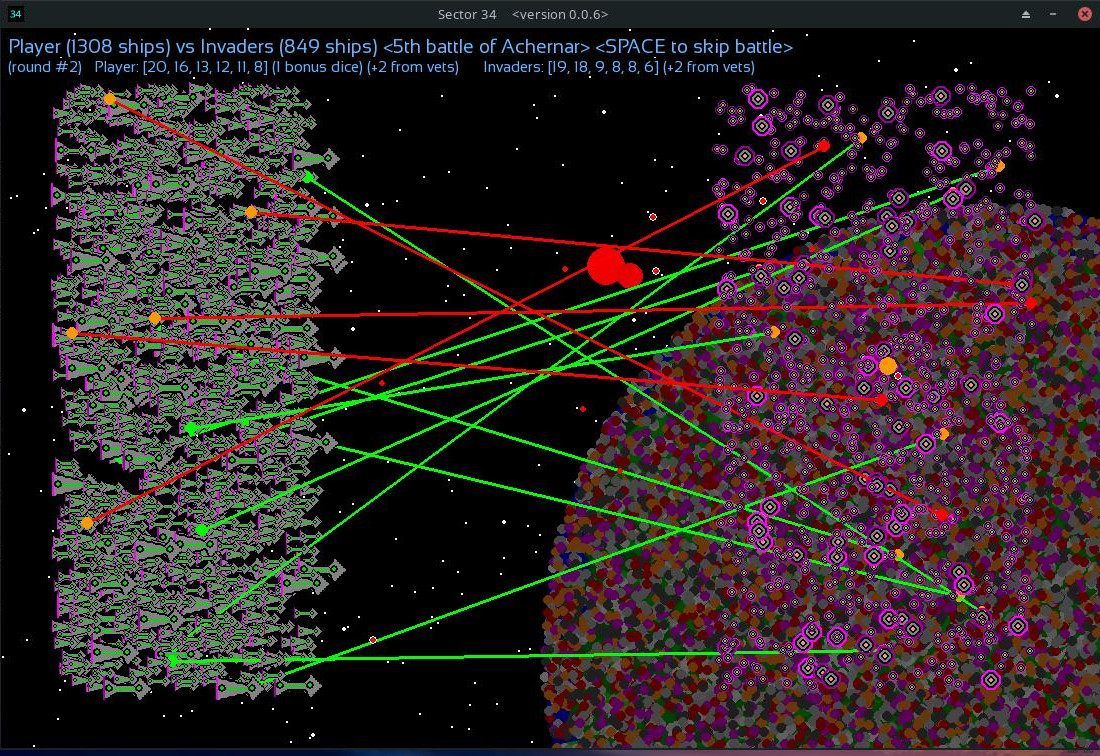 34 Sector 34 <version 0.0.6>
Player (1308 ships) vs Invaders (849 ships) <5th battle of Achernar> <SPACE to skip battle>
(round #2) Player: [20, 16, 13, 12, 11, 8] (1 bonus dice) (+2 from vets) Invaders: [19, 18, 9, 8, 8, 6] (+2 from vets)